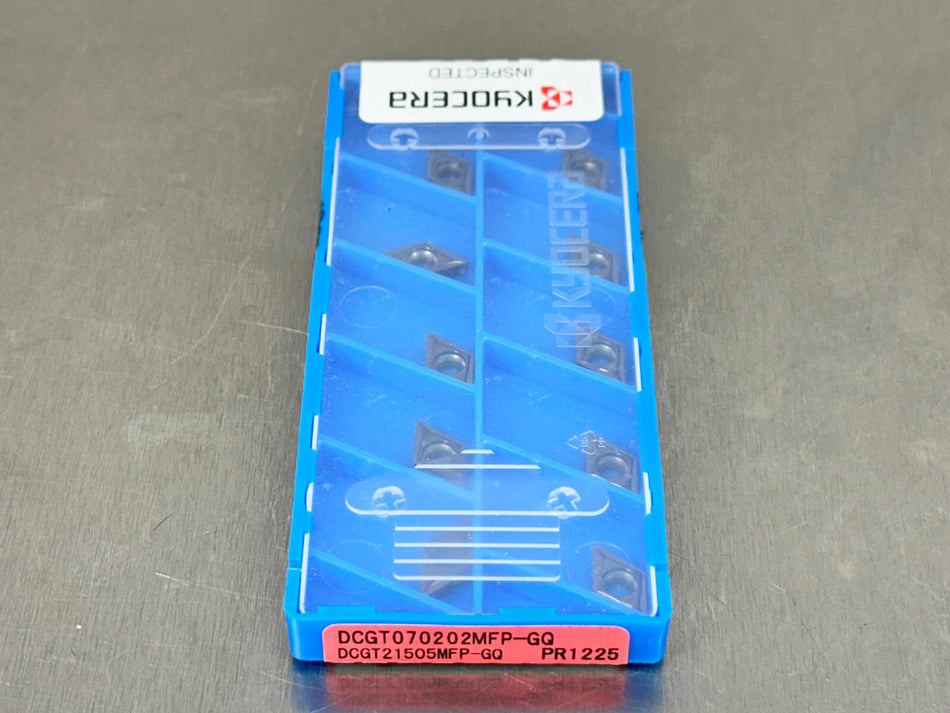 INSPECTED
KYOCERA
KYOCERA
DCGT070202MFP-GQ
DCGT21505MFP-GQ PR1225